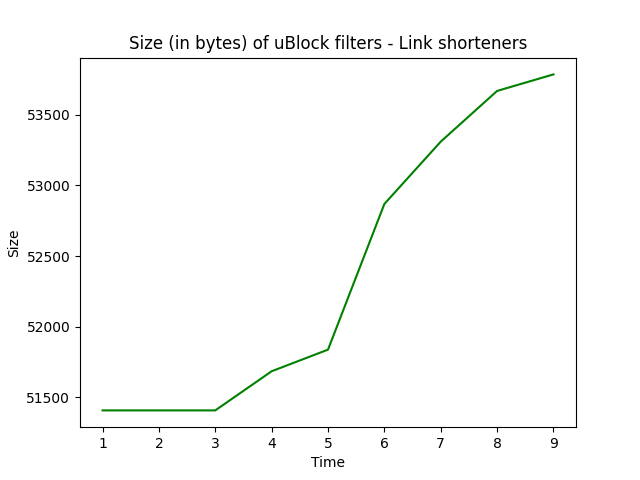 Size (in bytes) of uBlock filters - Link shorteners
53500
53000
52500
52000
51500
Size
1 2 3 4 5 6 7 8 9
Time